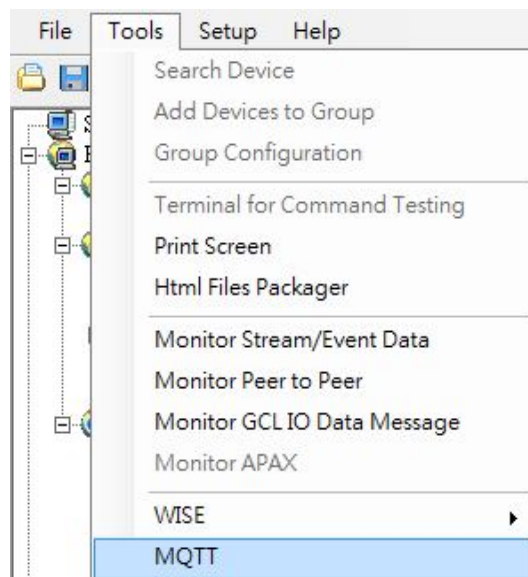 File Tools Setup Help
Search Device
Add Devices to Group
Group Configuration
Terminal for Command Testing
Print Screen
Html Files Packager
Monitor Stream/Event Data
Monitor Peer to Peer
Monitor GCL IO Data Message
Monitor APAX
WISE
MQTT